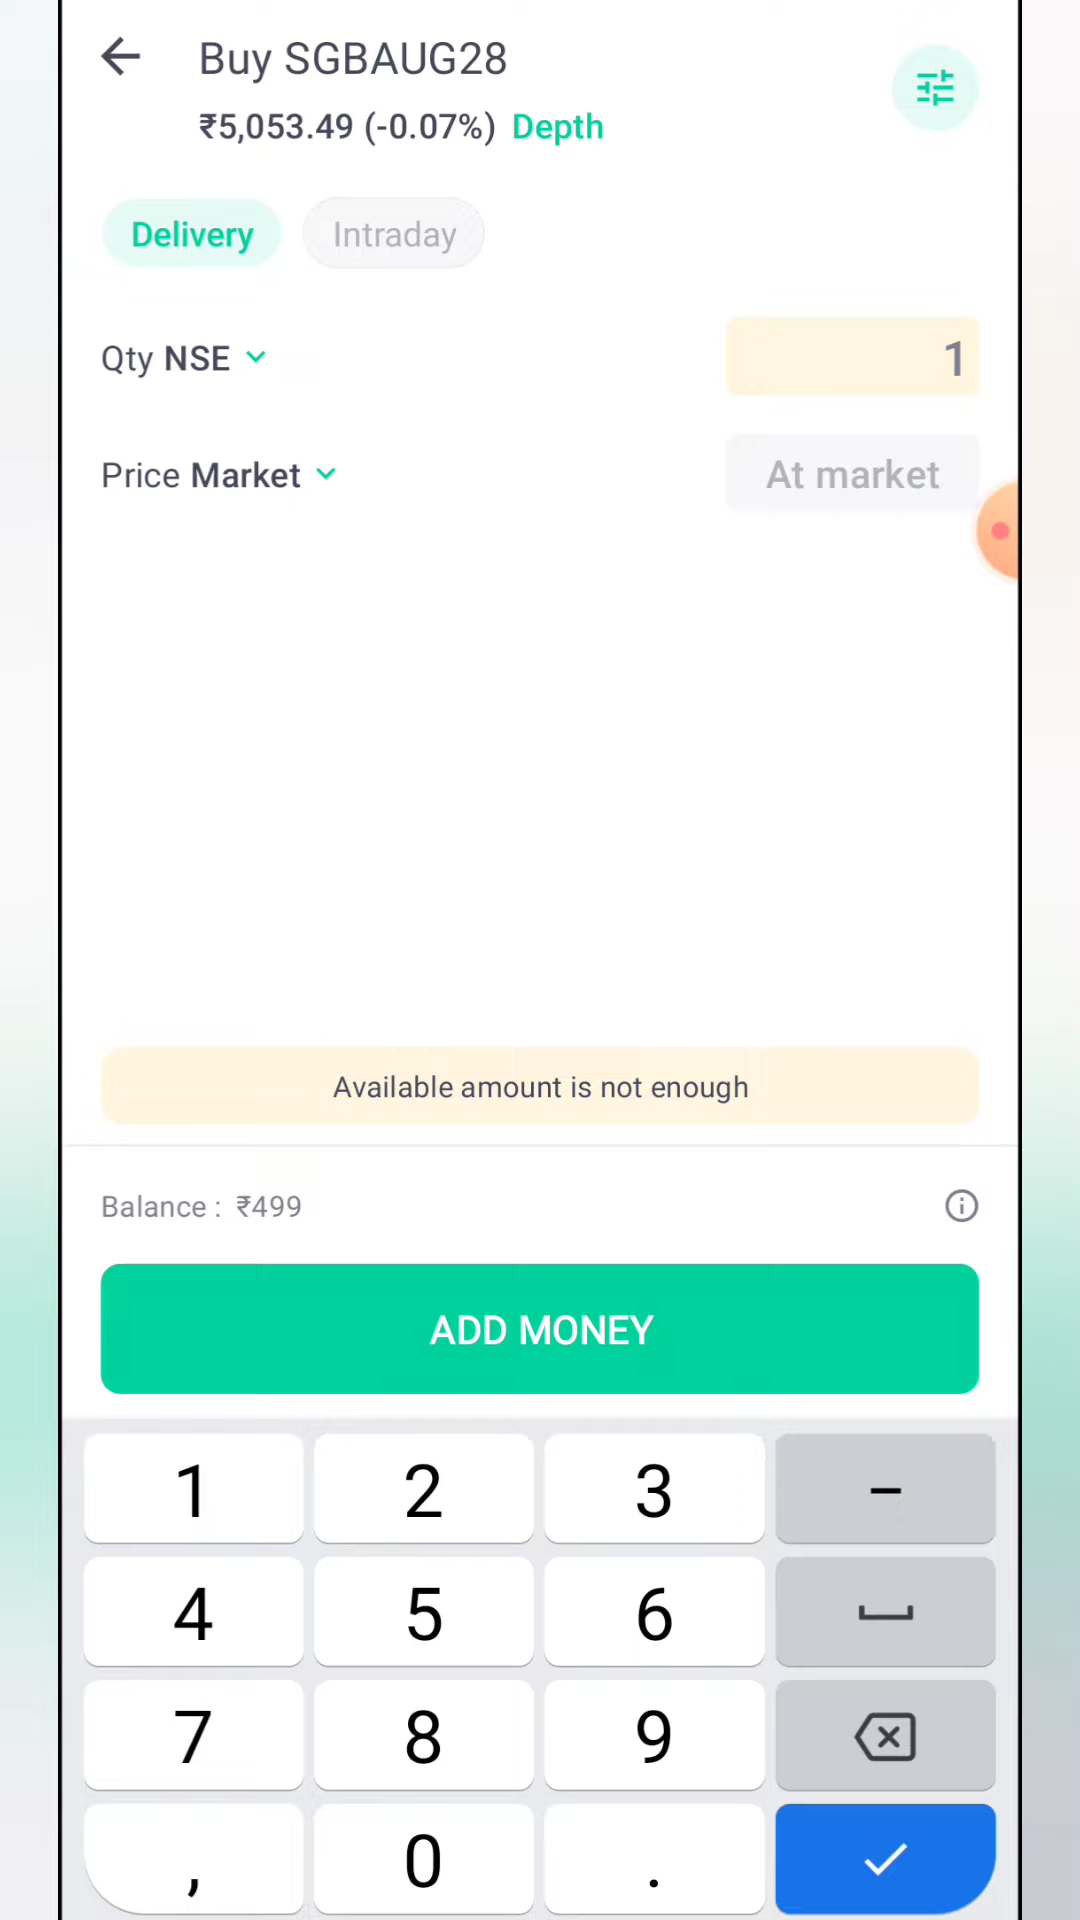 Buy SGBAUG28
₹5,053.49 (-0.07%) Depth
Delivery Intraday
Qty NSE 1
Price Market At market
Available amount is not enough
Balance : ₹499
ADD MONEY
1 2 3 –
4 5 6
7 8 9
, 0 .